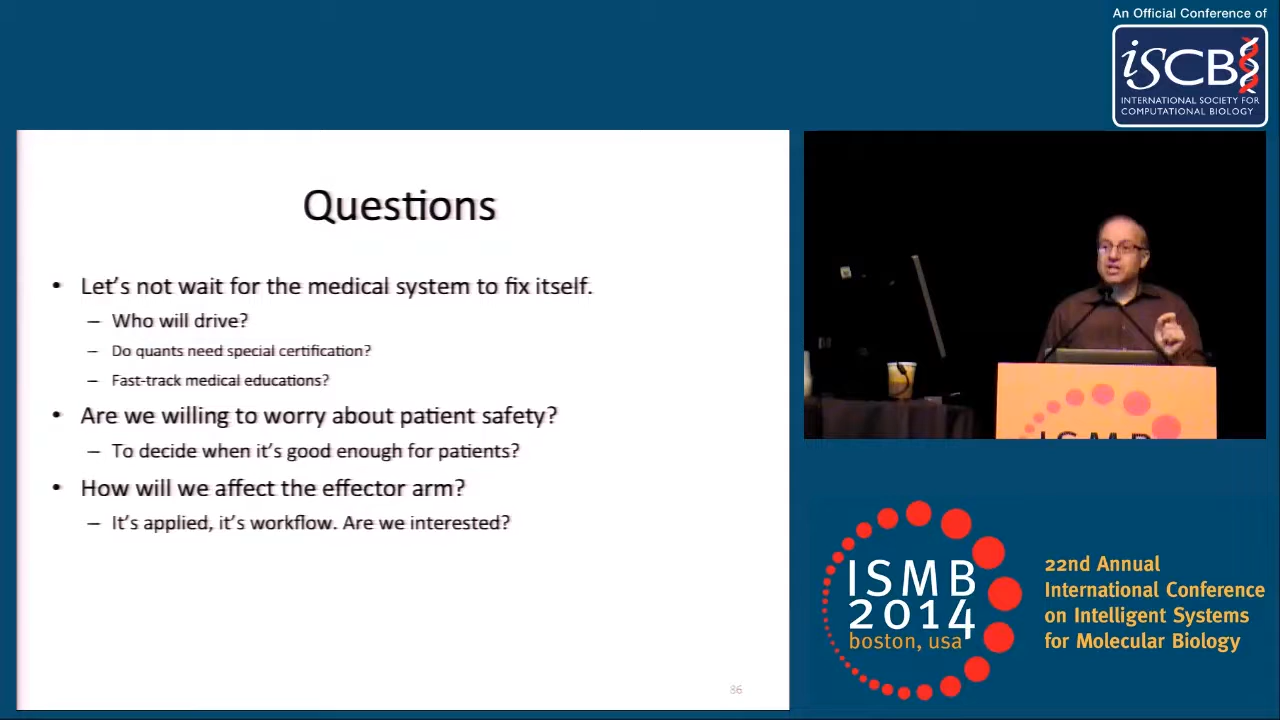 An Official Conference of
iSCB
INTERNATIONAL SOCIETY FOR
COMPUTATIONAL BIOLOGY
Questions
• Let's not wait for the medical system to fix itself.
– Who will drive?
– Do quants need special certification?
– Fast-track medical educations?
• Are we willing to worry about patient safety?
– To decide when it's good enough for patients?
• How will we affect the effector arm?
– It's applied, it's workflow. Are we interested?
86
ISMB
ISMB
2014
boston, usa
22nd Annual
International Conference
on Intelligent Systems
for Molecular Biology